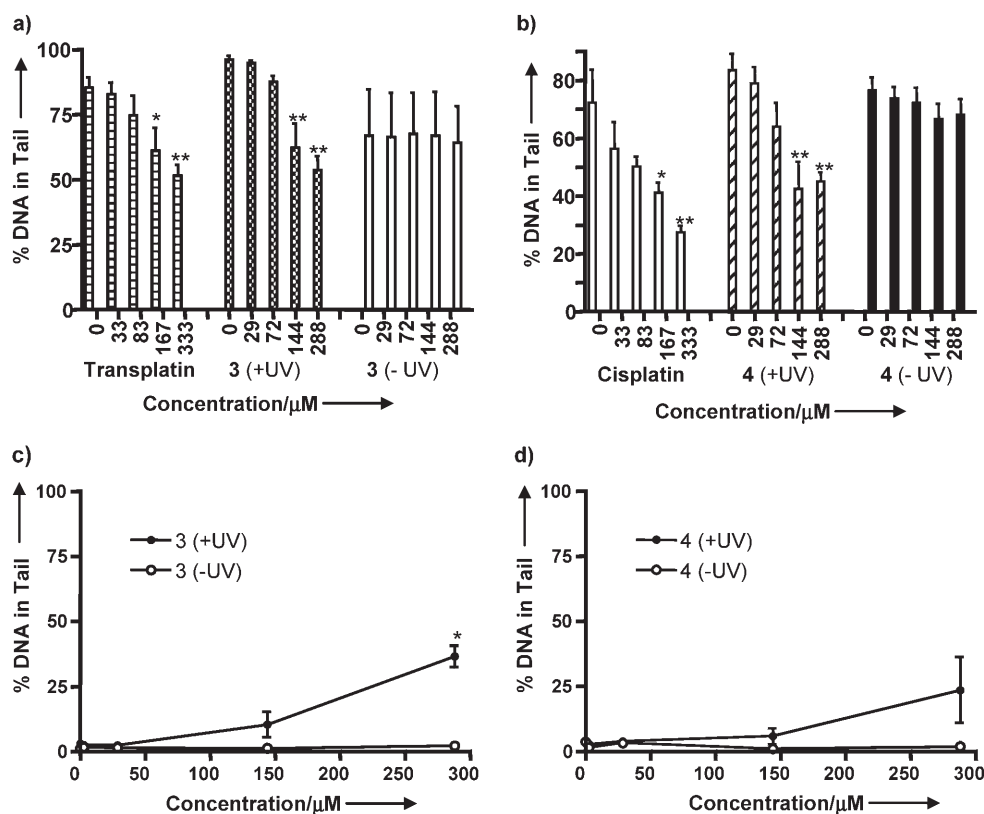 a)
% DNA in Tail
100
75
50
25
0
*
**
**
**
0 33 83 167 333 0 29 72 144 288 0 29 72 144 288
Transplatin 3 (+UV) 3 (- UV)
Concentration/µM
b)
% DNA in Tail
80
60
40
20
0
*
**
**
**
0 33 83 167 333 0 29 72 144 288 0 29 72 144 288
Cisplatin 4 (+UV) 4 (- UV)
Concentration/µM
c)
% DNA in Tail
100
75
50
25
0
3 (+UV)
3 (-UV)
*
0 50 100 150 200 250 300
Concentration/µM
d)
% DNA in Tail
100
75
50
25
0
4 (+UV)
4 (-UV)
0 50 100 150 200 250 300
Concentration/µM